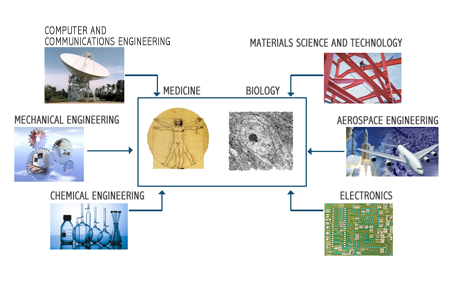 COMPUTER AND
COMMUNICATIONS ENGINEERING
MATERIALS SCIENCE AND TECHNOLOGY
MEDICINE
BIOLOGY
MECHANICAL ENGINEERING
AEROSPACE ENGINEERING
CHEMICAL ENGINEERING
ELECTRONICS